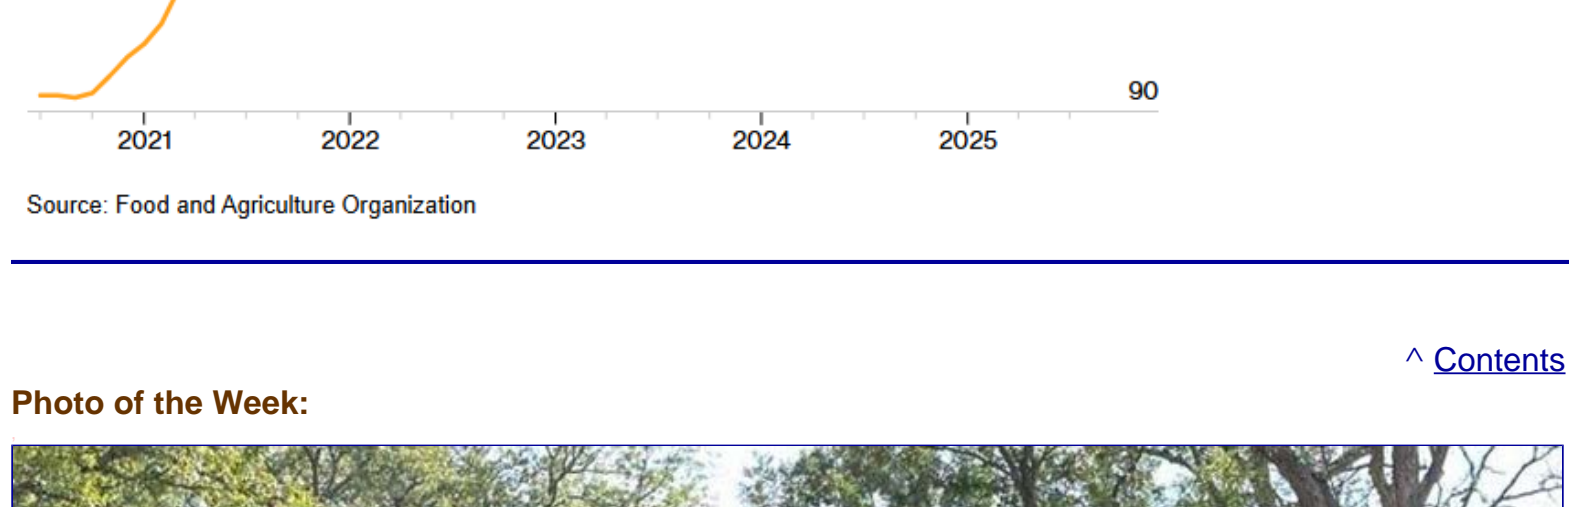 90
2021 2022 2023 2024 2025
Source: Food and Agriculture Organization
^ Contents
Photo of the Week: